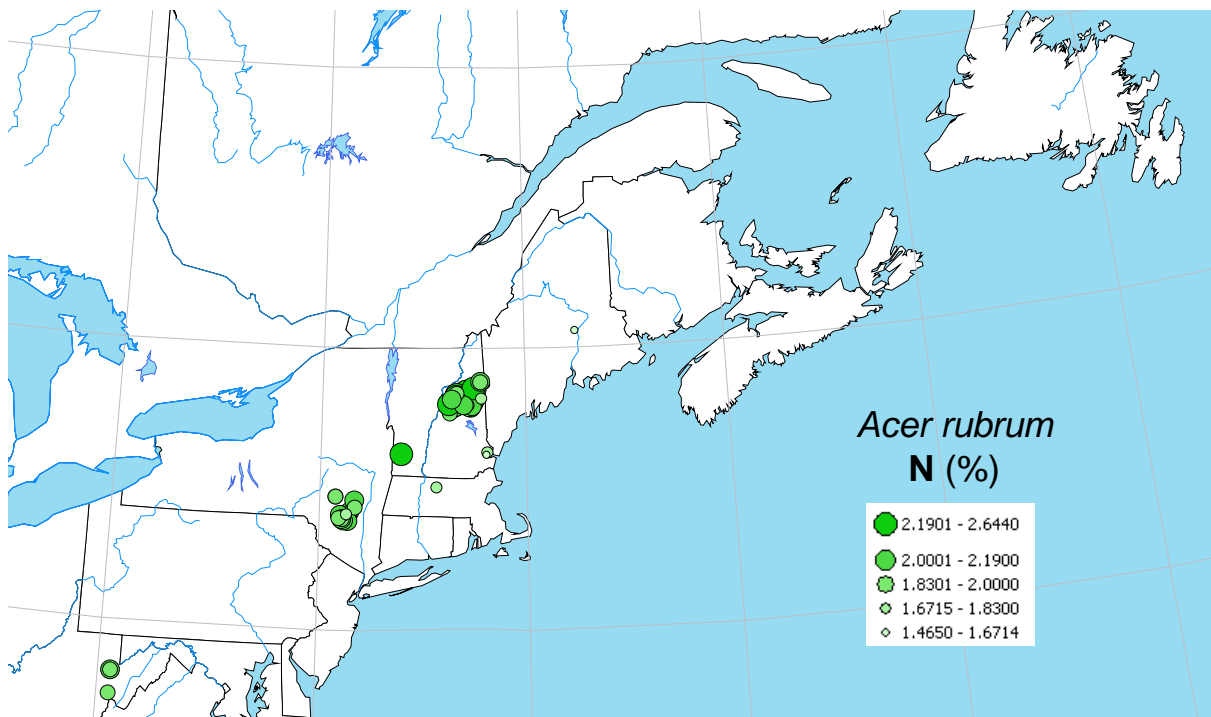 Acer rubrum
N (%)
2.1901 - 2.6440
2.0001 - 2.1900
1.8301 - 2.0000
1.6715 - 1.8300
1.4650 - 1.6714